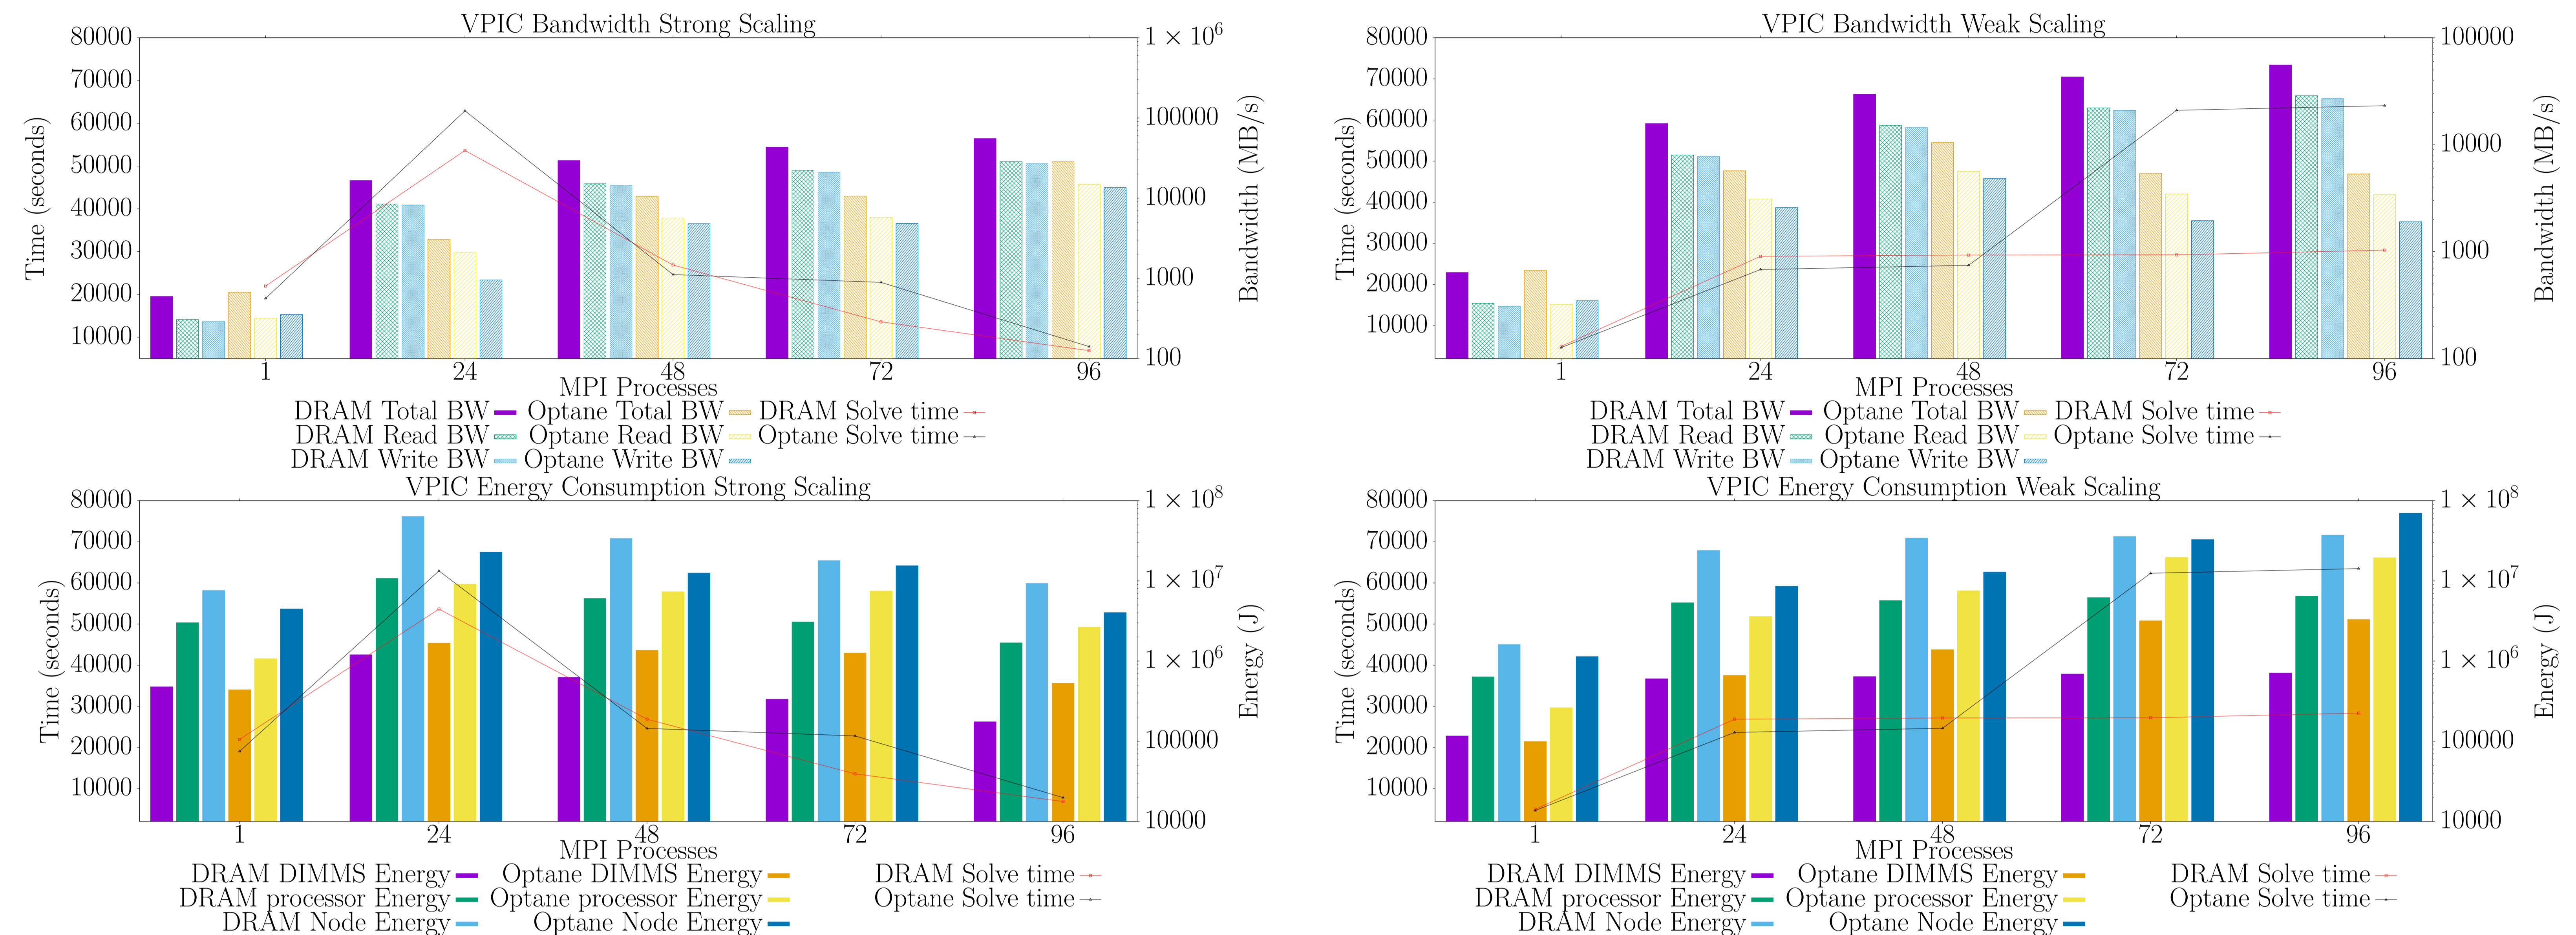 VPIC Bandwidth Strong Scaling
80000
70000
60000
50000
40000
30000
20000
10000
Time (seconds)
1 × 10^6
100000
10000
1000
100
Bandwidth (MB/s)
1 24 48 72 96
MPI Processes
DRAM Total BW Optane Total BW DRAM Solve time
DRAM Read BW Optane Read BW Optane Solve time
DRAM Write BW Optane Write BW
VPIC Bandwidth Weak Scaling
80000
70000
60000
50000
40000
30000
20000
10000
Time (seconds)
100000
10000
1000
100
Bandwidth (MB/s)
1 24 48 72 96
MPI Processes
DRAM Total BW Optane Total BW DRAM Solve time
DRAM Read BW Optane Read BW Optane Solve time
DRAM Write BW Optane Write BW
VPIC Energy Consumption Strong Scaling
80000
70000
60000
50000
40000
30000
20000
10000
Time (seconds)
1 × 10^8
1 × 10^7
1 × 10^6
100000
10000
Energy (J)
1 24 48 72 96
MPI Processes
DRAM DIMMS Energy Optane DIMMS Energy DRAM Solve time
DRAM processor Energy Optane processor Energy Optane Solve time
DRAM Node Energy Optane Node Energy
VPIC Energy Consumption Weak Scaling
80000
70000
60000
50000
40000
30000
20000
10000
Time (seconds)
1 × 10^8
1 × 10^7
1 × 10^6
100000
10000
Energy (J)
1 24 48 72 96
MPI Processes
DRAM DIMMS Energy Optane DIMMS Energy DRAM Solve time
DRAM processor Energy Optane processor Energy Optane Solve time
DRAM Node Energy Optane Node Energy